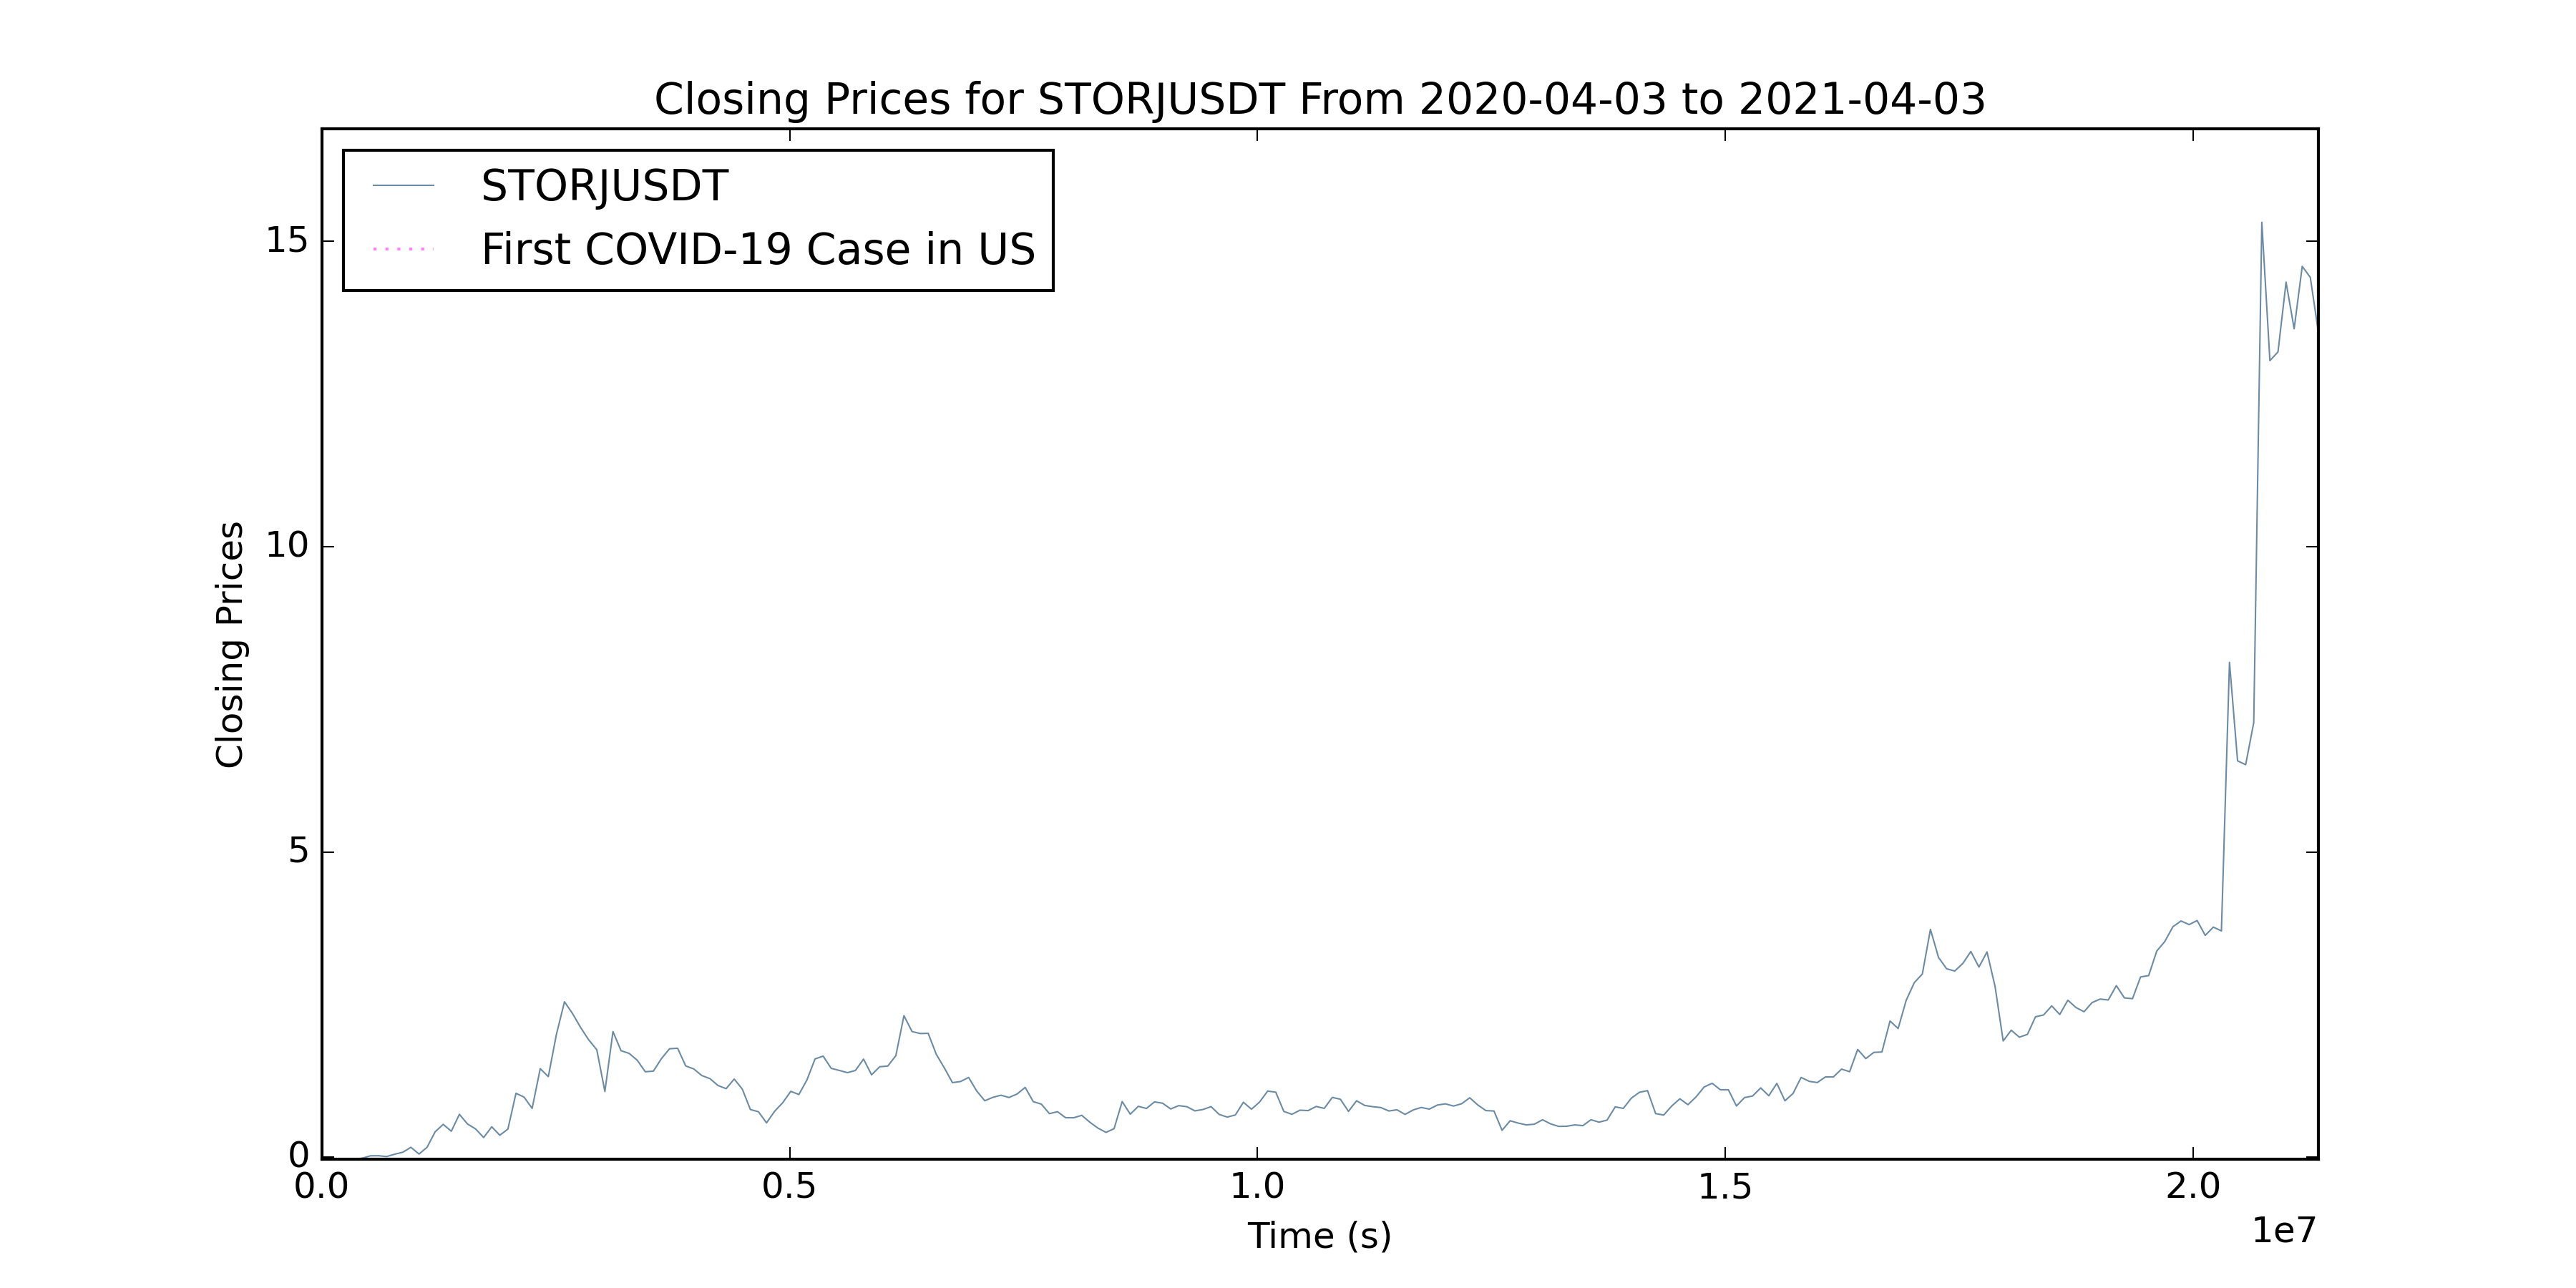 Closing Prices for STORJUSDT From 2020-04-03 to 2021-04-03
STORJUSDT
First COVID-19 Case in US
15
10
5
0
Closing Prices
0.0 0.5 1.0 1.5 2.0
1e7
Time (s)